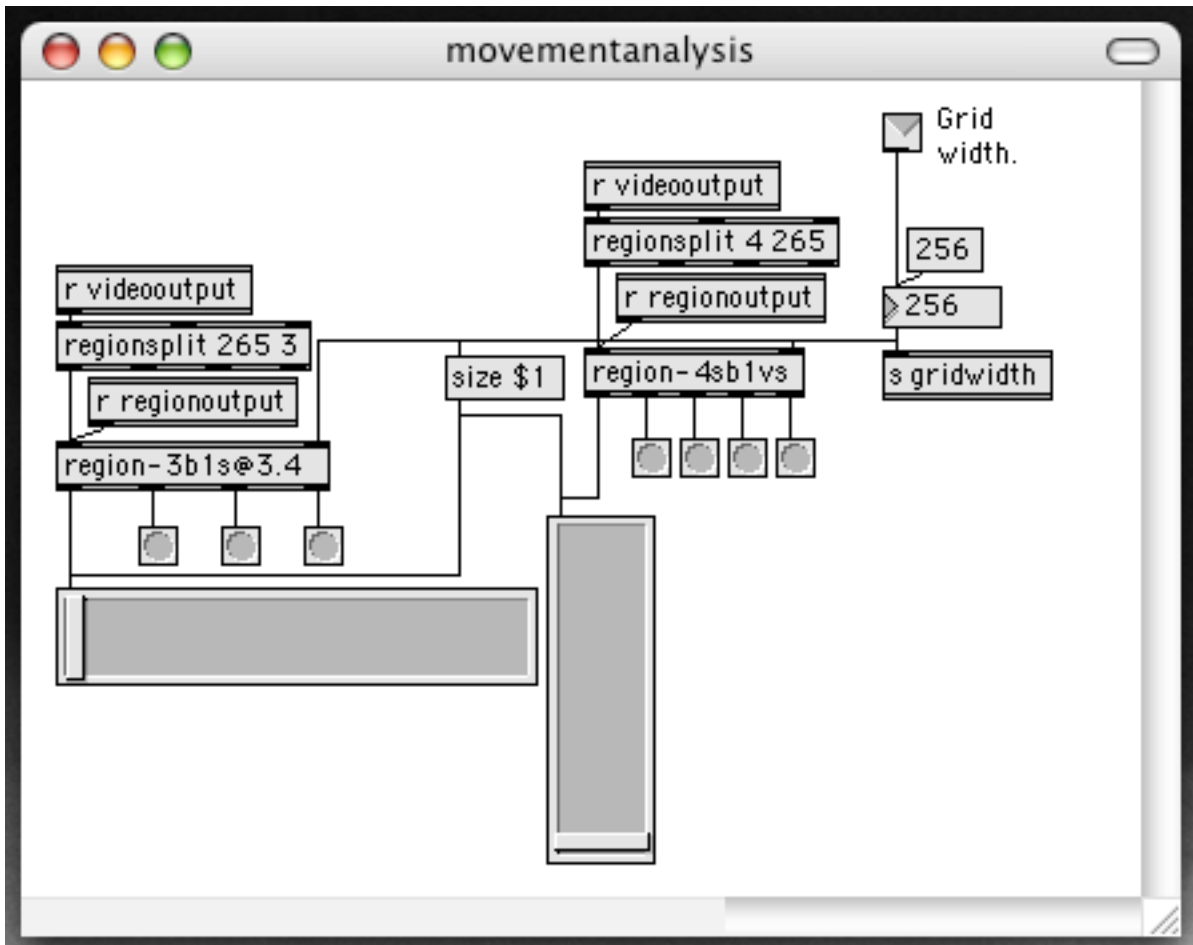 movementanalysis
Grid
width.
r videooutput
regionsplit 4 265
256
r videooutput
r regionoutput
256
regionsplit 265 3
size $1
region-4sb1vs
s gridwidth
r regionoutput
region-3b1s@3.4